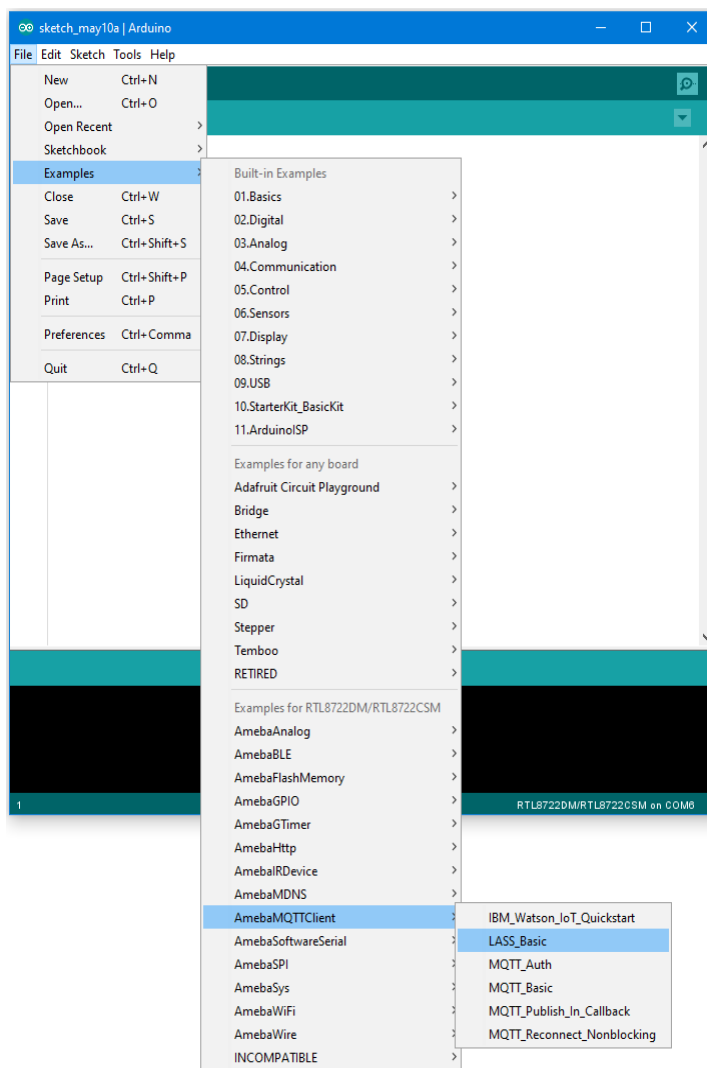 sketch_may10a | Arduino
File Edit Sketch Tools Help
New Ctrl+N
Open... Ctrl+O
Open Recent
Sketchbook
Examples
Close Ctrl+W
Save Ctrl+S
Save As... Ctrl+Shift+S
Page Setup Ctrl+Shift+P
Print Ctrl+P
Preferences Ctrl+Comma
Quit Ctrl+Q
Built-in Examples
01.Basics
02.Digital
03.Analog
04.Communication
05.Control
06.Sensors
07.Display
08.Strings
09.USB
10.StarterKit_BasicKit
11.ArduinoISP
Examples for any board
Adafruit Circuit Playground
Bridge
Ethernet
Firmata
LiquidCrystal
SD
Stepper
Temboo
RETIRED
Examples for RTL8722DM/RTL8722CSM
AmebaAnalog
AmebaBLE
AmebaFlashMemory
AmebaGPIO
AmebaGTimer
AmebaHttp
AmebaIRDevice
AmebaMDNS
AmebaMQTTClient
AmebaSoftwareSerial
AmebaSPI
AmebaSys
AmebaWiFi
AmebaWire
INCOMPATIBLE
IBM_Watson_IoT_Quickstart
LASS_Basic
MQTT_Auth
MQTT_Basic
MQTT_Publish_In_Callback
MQTT_Reconnect_Nonblocking
1
RTL8722DM/RTL8722CSM on COM6